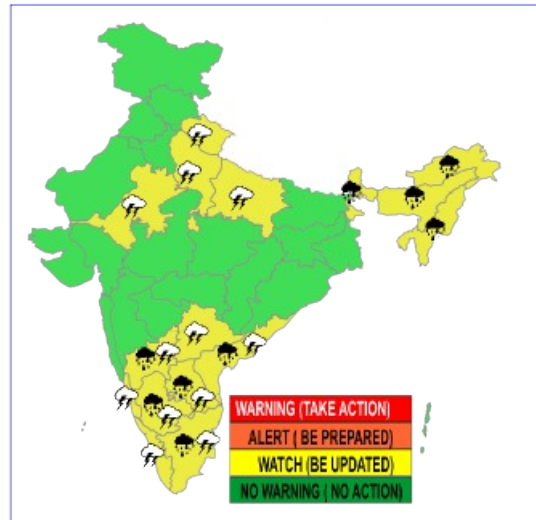 WARNING (TAKE ACTION)
ALERT ( BE PREPARED)
WATCH (BE UPDATED)
NO WARNING ( NO ACTION)